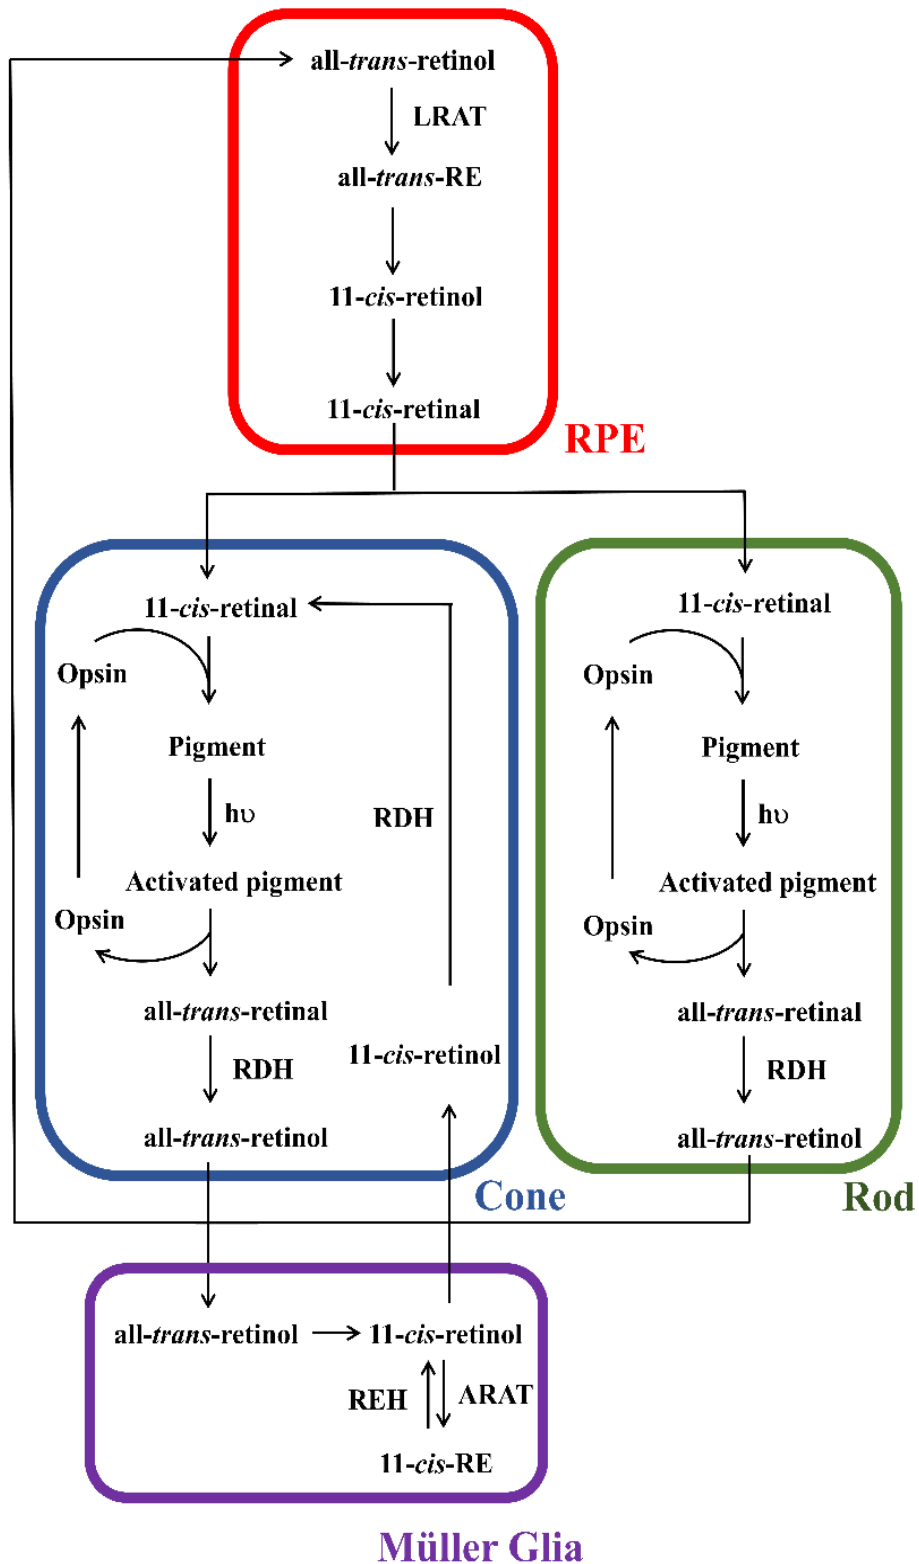 all-trans-retinol
LRAT
all-trans-RE
11-cis-retinol
11-cis-retinal
RPE
11-cis-retinal
Opsin
Pigment
hυ
Activated pigment
Opsin
all-trans-retinal
RDH
all-trans-retinol
RDH
11-cis-retinol
Cone
11-cis-retinal
Opsin
Pigment
hυ
Activated pigment
Opsin
all-trans-retinal
RDH
all-trans-retinol
Rod
all-trans-retinol
11-cis-retinol
REH
ARAT
11-cis-RE
Müller Glia